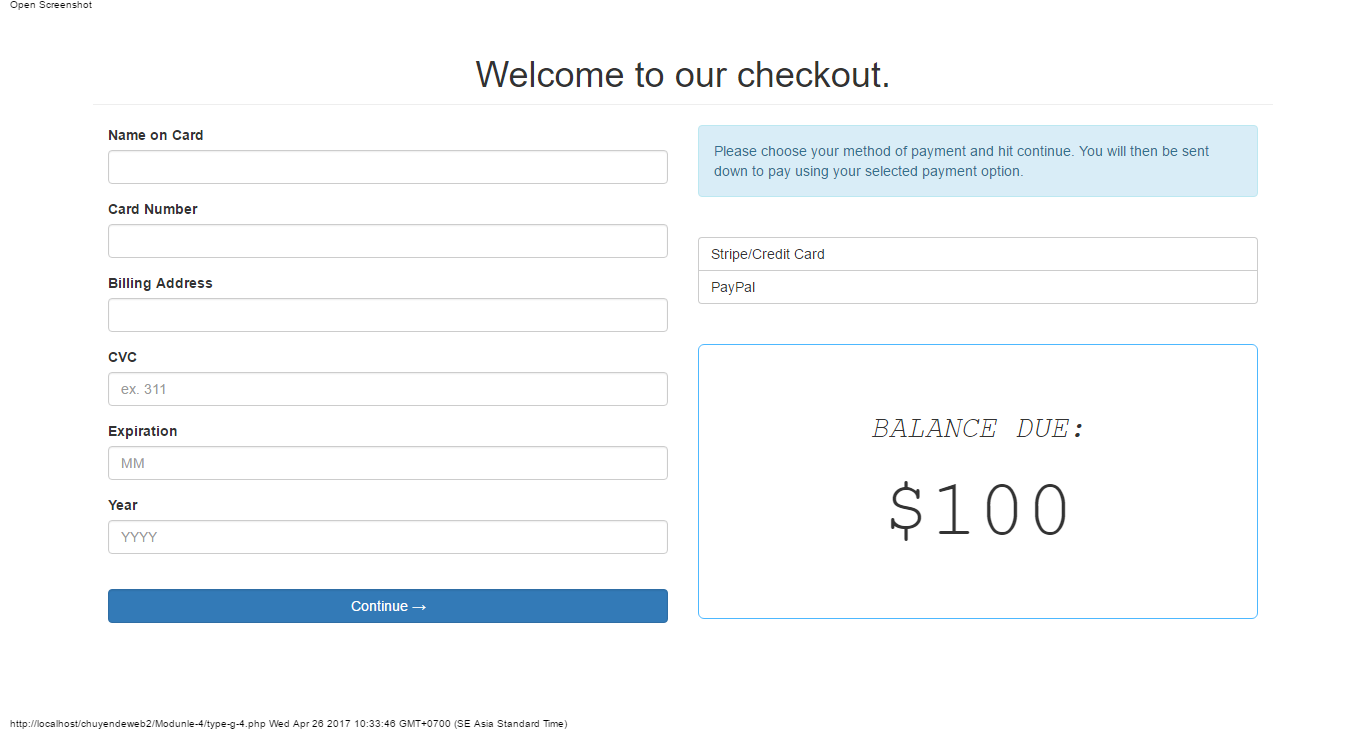 Open Screenshot
Welcome to our checkout.
Name on Card
Card Number
Billing Address
CVC
ex. 311
Expiration
MM
Year
YYYY
Continue →
Please choose your method of payment and hit continue. You will then be sent
down to pay using your selected payment option.
Stripe/Credit Card
PayPal
BALANCE DUE:
$100
http://localhost/chuyendeweb2/Modunle-4/type-g-4.php Wed Apr 26 2017 10:33:46 GMT+0700 (SE Asia Standard Time)